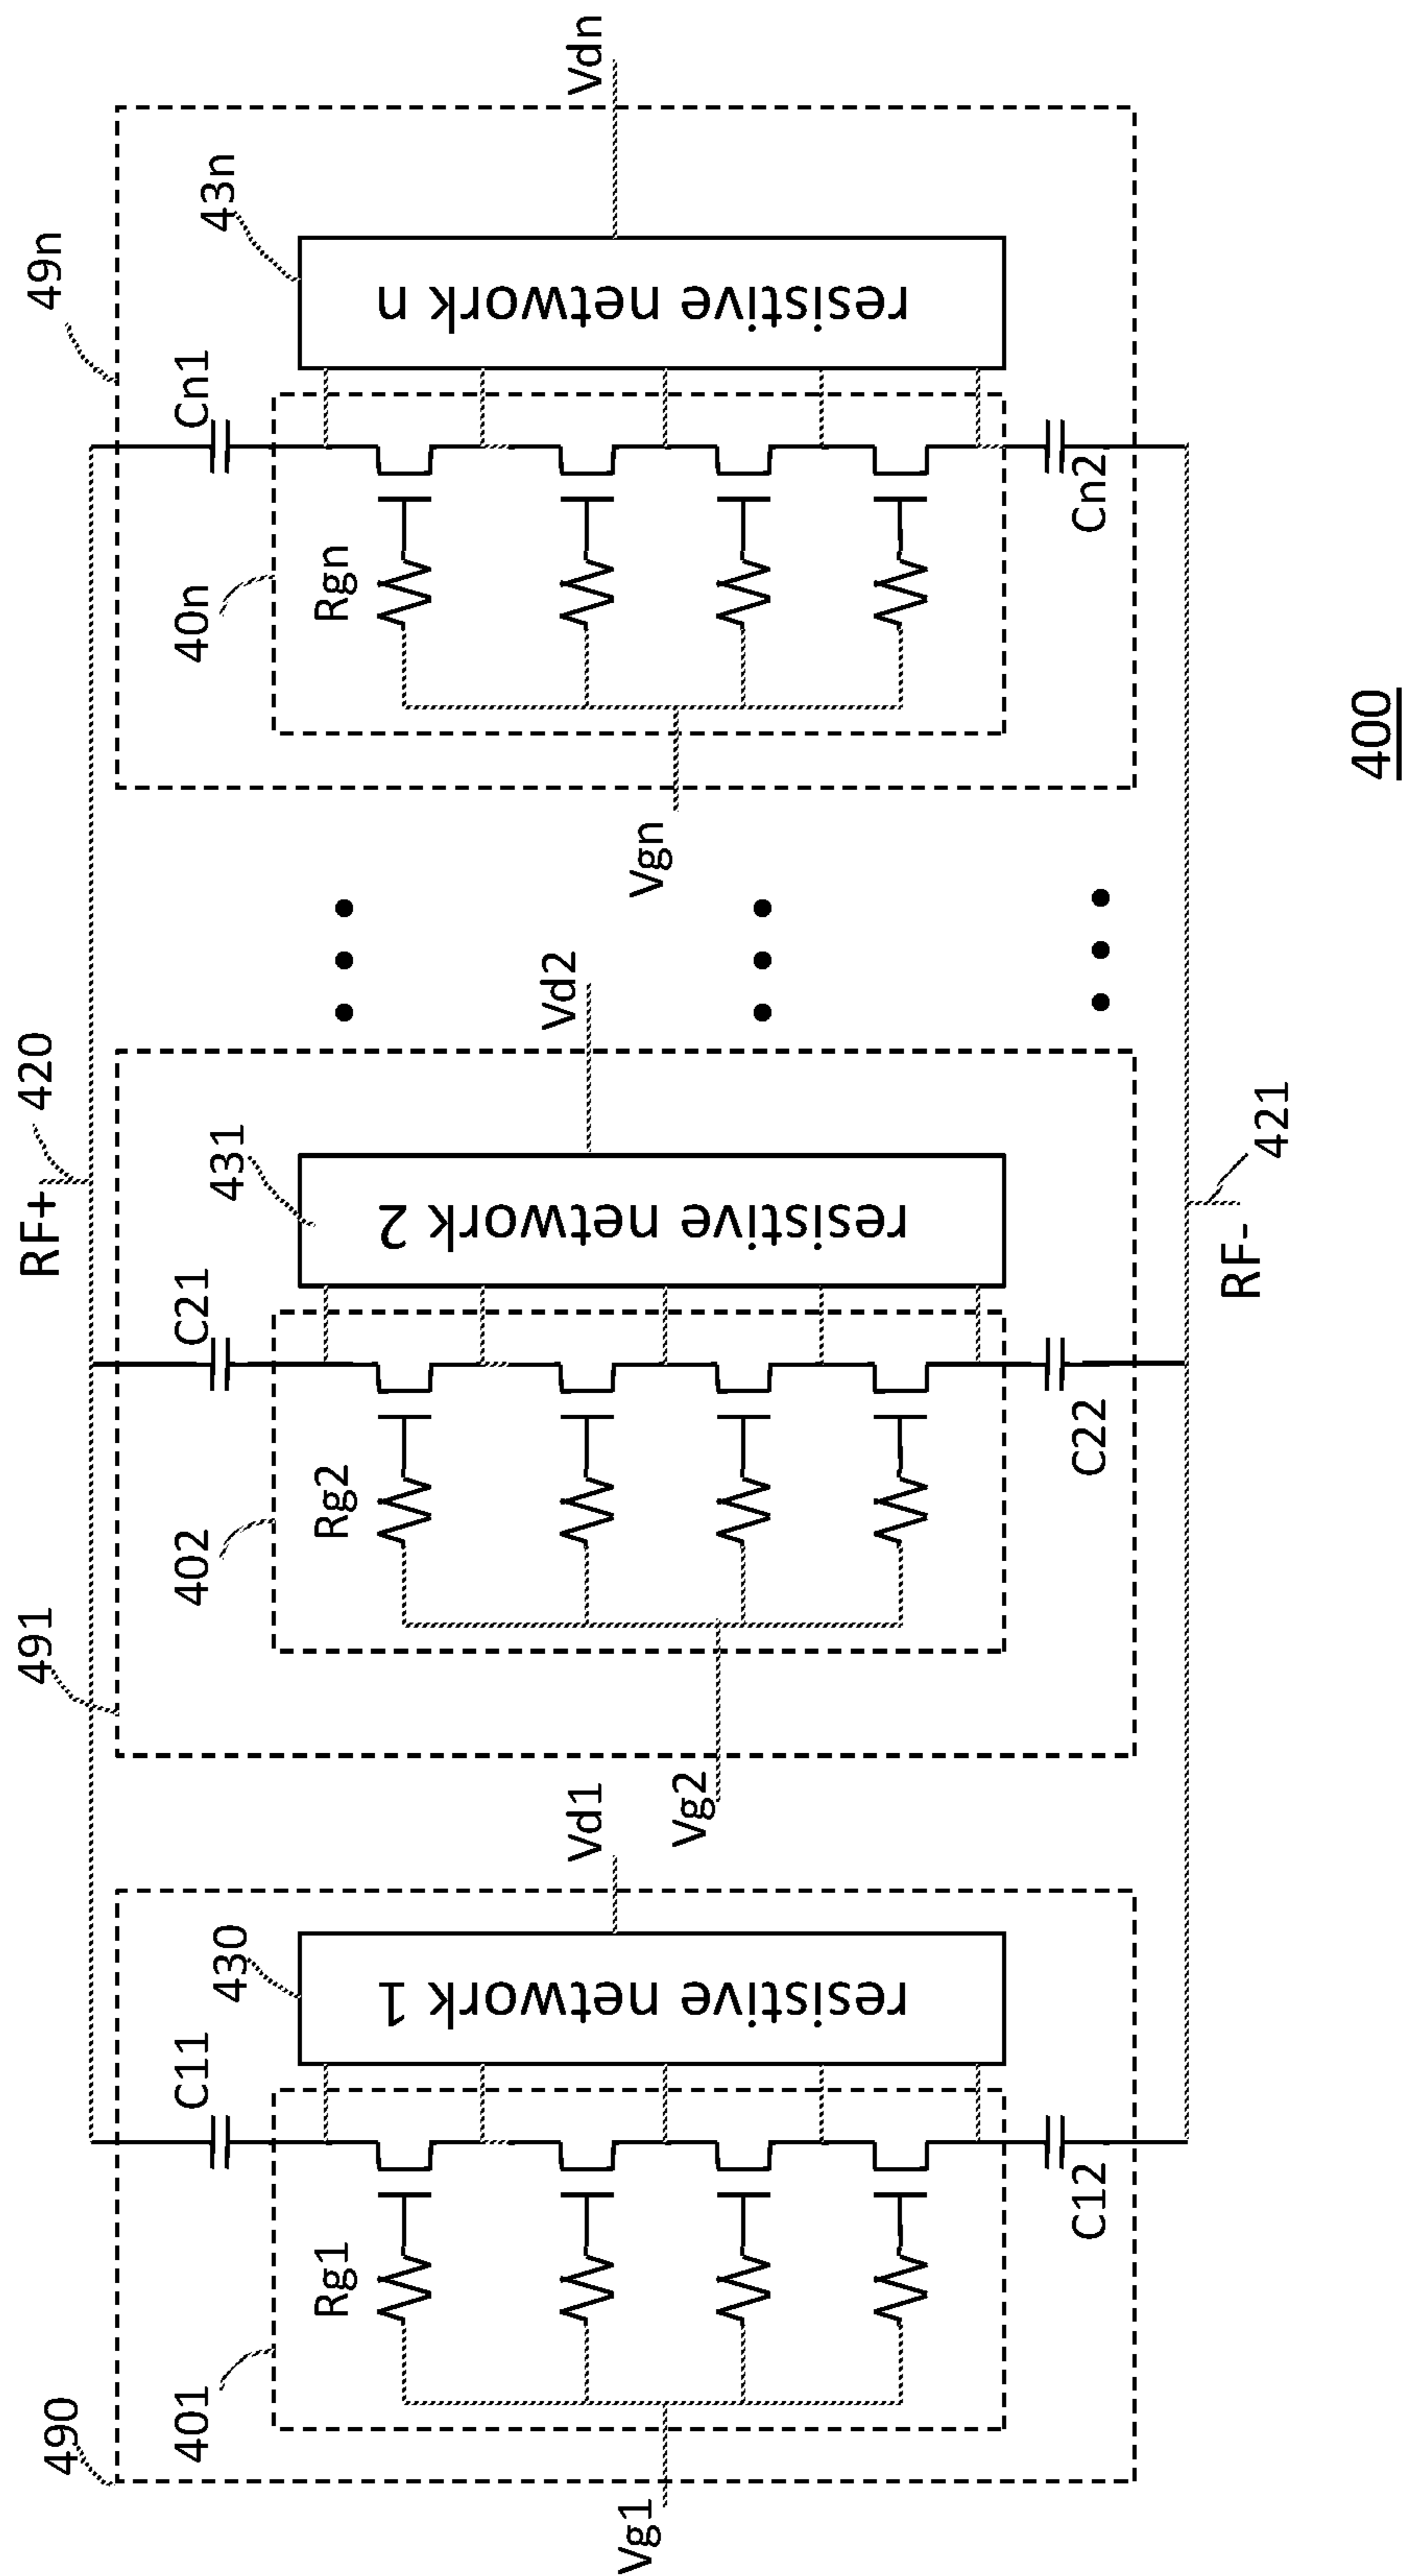 RF+
420
490
491
49n
C11
C21
Cn1
401
430
402
431
40n
43n
Rg1
Rg2
Rgn
resistive network 1
resistive network 2
resistive network n
Vg1
Vd1
Vg2
Vd2
Vgn
Vdn
C12
C22
Cn2
RF-
421
400